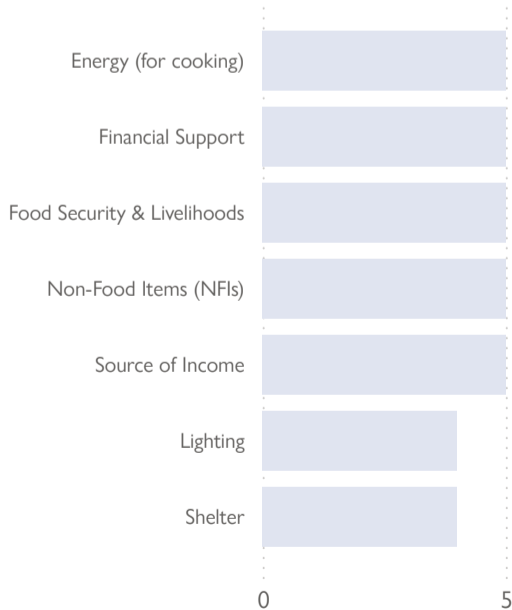 Energy (for cooking)
Financial Support
Food Security & Livelihoods
Non-Food Items (NFIs)
Source of Income
Lighting
Shelter
0 5